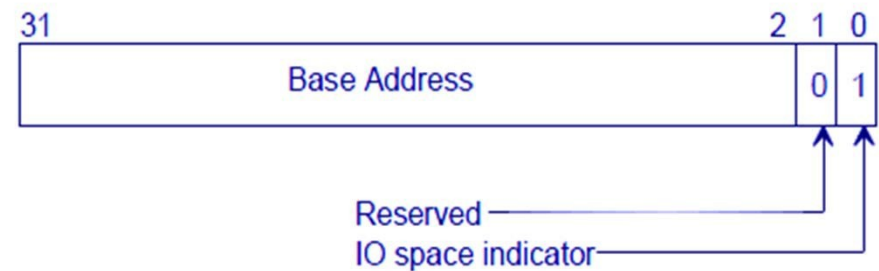 31 2 1 0
Base Address 0 1
Reserved
IO space indicator